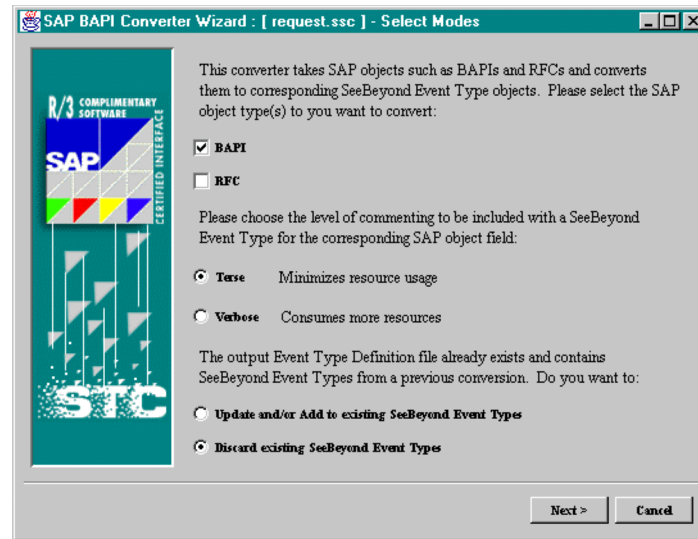 SAP BAPI Converter Wizard : [ request.ssc ] - Select Modes
R/3 COMPLIMENTARY
SOFTWARE
SAP
CERTIFIED INTERFACE
STC
This converter takes SAP objects such as BAPIs and RFCs and converts
them to corresponding SeeBeyond Event Type objects. Please select the SAP
object type(s) to you want to convert:
BAPI
RFC
Please choose the level of commenting to be included with a SeeBeyond
Event Type for the corresponding SAP object field:
Terse Minimizes resource usage
Verbose Consumes more resources
The output Event Type Definition file already exists and contains
SeeBeyond Event Types from a previous conversion. Do you want to:
Update and/or Add to existing SeeBeyond Event Types
Discard existing SeeBeyond Event Types
Next > Cancel